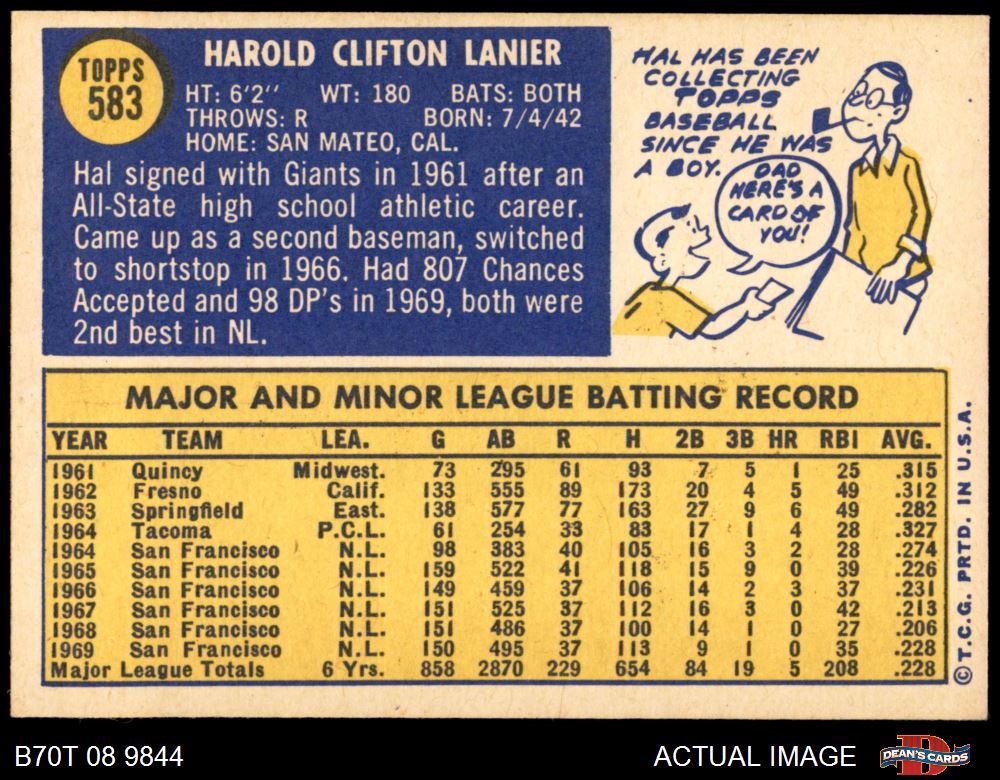 TOPPS
583
HAROLD CLIFTON LANIER
HT: 6'2'' WT: 180 BATS: BOTH
THROWS: R BORN: 7/4/42
HOME: SAN MATEO, CAL.
Hal signed with Giants in 1961 after an
All-State high school athletic career.
Came up as a second baseman, switched
to shortstop in 1966. Had 807 Chances
Accepted and 98 DP's in 1969, both were
2nd best in NL.
HAL HAS BEEN
COLLECTING
TOPPS
BASEBALL
SINCE HE WAS
A BOY.
DAD
HERE'S A
CARD OF
YOU!
MAJOR AND MINOR LEAGUE BATTING RECORD
YEAR TEAM LEA. G AB R H 2B 3B HR RBI AVG.
1961 Quincy Midwest. 73 295 61 93 7 5 1 25 .315
1962 Fresno Calif. 133 555 89 173 20 4 5 49 .312
1963 Springfield East. 138 577 77 163 27 9 6 49 .282
1964 Tacoma P.C.L. 61 254 33 83 17 1 4 28 .327
1964 San Francisco N.L. 98 383 40 105 16 3 2 28 .274
1965 San Francisco N.L. 159 522 41 118 15 9 0 39 .226
1966 San Francisco N.L. 149 459 37 106 14 2 3 37 .231
1967 San Francisco N.L. 151 525 37 112 16 3 0 42 .213
1968 San Francisco N.L. 151 486 37 100 14 1 0 27 .206
1969 San Francisco N.L. 150 495 37 113 9 1 0 35 .228
Major League Totals 6 Yrs. 858 2870 229 654 84 19 5 208 .228
©T.C.G. PRTD. IN U.S.A.
B70T 08 9844
ACTUAL IMAGE
DEAN'S CARDS